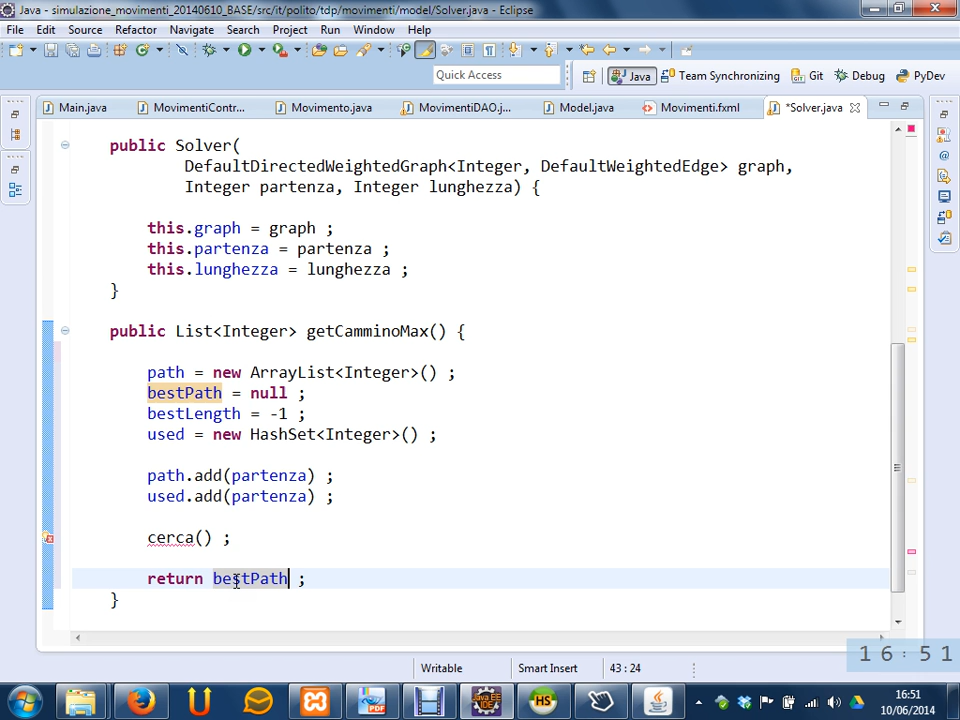 Java - simulazione_movimenti_20140610_BASE/src/it/polito/tdp/movimenti/model/Solver.java - Eclipse
File Edit Source Refactor Navigate Search Project Run Window Help
Quick Access
Java Team Synchronizing Git Debug PyDev
Main.java MovimentiContr... Movimento.java MovimentiDAO.j... Model.java Movimenti.fxml *Solver.java
public Solver(
DefaultDirectedWeightedGraph<Integer, DefaultWeightedEdge> graph,
Integer partenza, Integer lunghezza) {
this.graph = graph ;
this.partenza = partenza ;
this.lunghezza = lunghezza ;
}
public List<Integer> getCamminoMax() {
path = new ArrayList<Integer>() ;
bestPath = null ;
bestLength = -1 ;
used = new HashSet<Integer>() ;
path.add(partenza) ;
used.add(partenza) ;
cerca() ;
return bestPath ;
}
16:51
Writable Smart Insert 43 : 24
16:51
10/06/2014